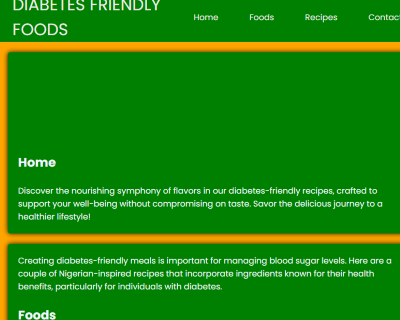 DIABETES FRIENDLY
FOODS
Home Foods Recipes Contac
Home
Discover the nourishing symphony of flavors in our diabetes-friendly recipes, crafted to
support your well-being without compromising on taste. Savor the delicious journey to a
healthier lifestyle!
Creating diabetes-friendly meals is important for managing blood sugar levels. Here are a
couple of Nigerian-inspired recipes that incorporate ingredients known for their health
benefits, particularly for individuals with diabetes.
Foods